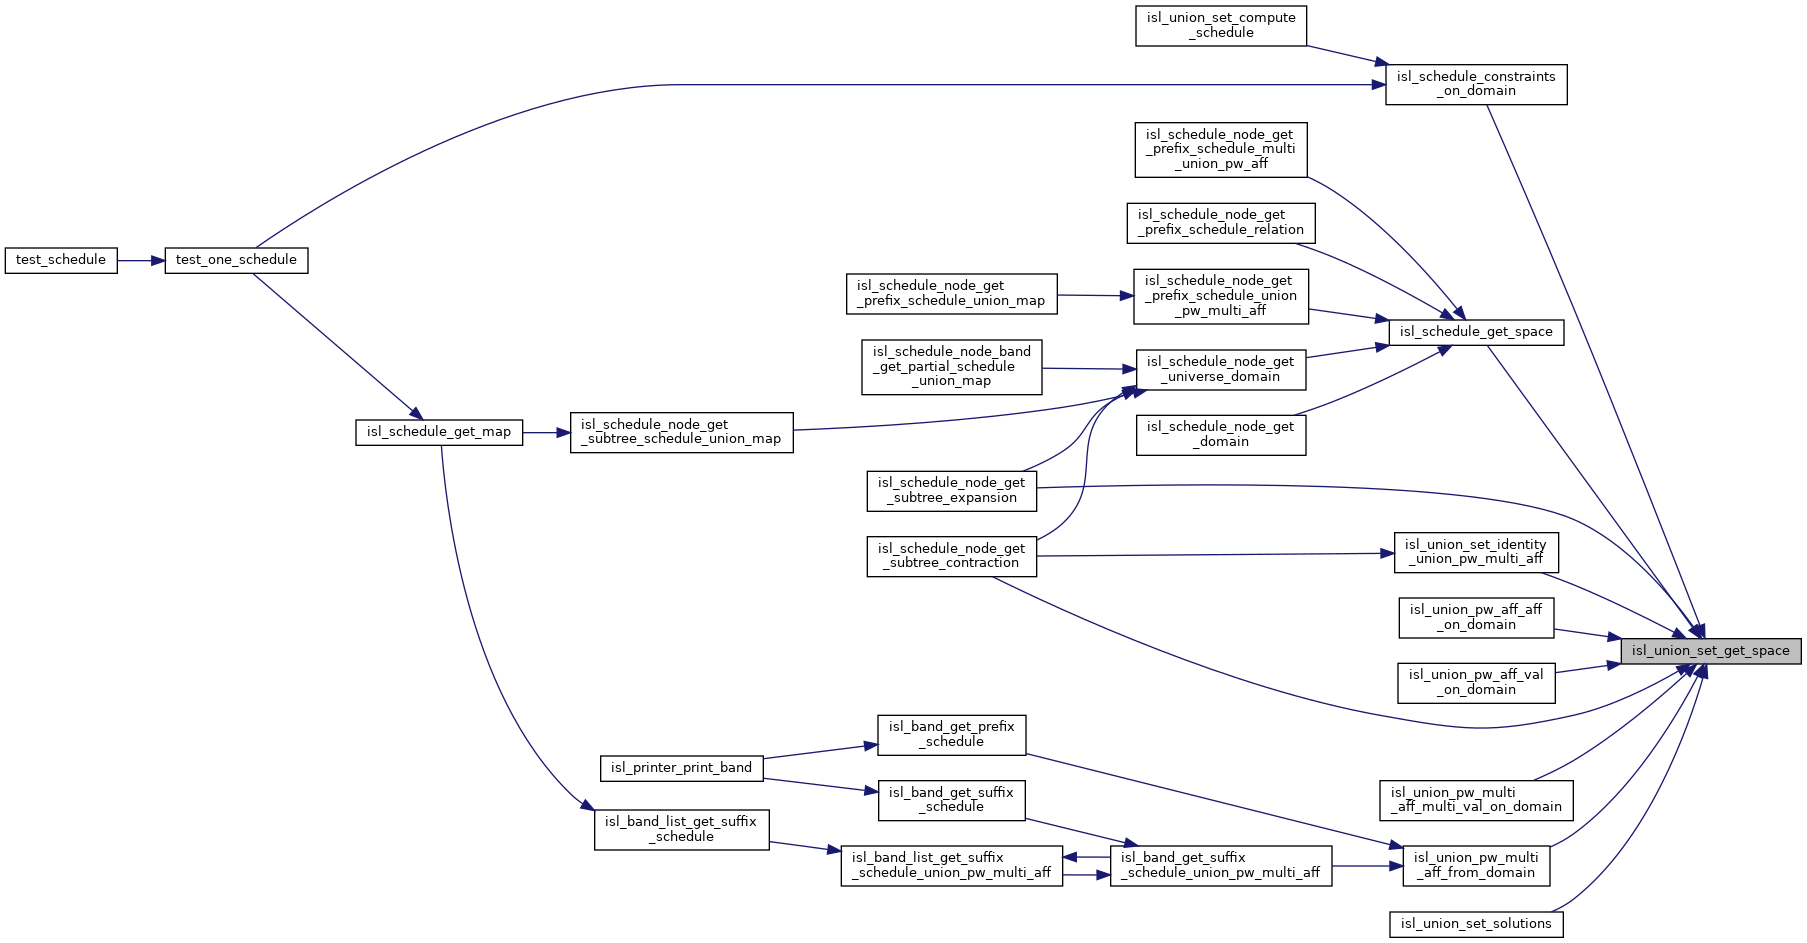 isl_union_set_compute
_schedule
isl_schedule_constraints
_on_domain
isl_schedule_node_get
_prefix_schedule_multi
_union_pw_aff
isl_schedule_node_get
_prefix_schedule_relation
test_schedule
test_one_schedule
isl_schedule_node_get
_prefix_schedule_union_map
isl_schedule_node_get
_prefix_schedule_union
_pw_multi_aff
isl_schedule_get_space
isl_schedule_node_band
_get_partial_schedule
_union_map
isl_schedule_node_get
_universe_domain
isl_schedule_get_map
isl_schedule_node_get
_subtree_schedule_union_map
isl_schedule_node_get
_domain
isl_schedule_node_get
_subtree_expansion
isl_schedule_node_get
_subtree_contraction
isl_union_set_identity
_union_pw_multi_aff
isl_union_pw_aff_aff
_on_domain
isl_union_set_get_space
isl_union_pw_aff_val
_on_domain
isl_band_get_prefix
_schedule
isl_printer_print_band
isl_band_get_suffix
_schedule
isl_union_pw_multi
_aff_multi_val_on_domain
isl_band_list_get_suffix
_schedule
isl_band_list_get_suffix
_schedule_union_pw_multi_aff
isl_band_get_suffix
_schedule_union_pw_multi_aff
isl_union_pw_multi
_aff_from_domain
isl_union_set_solutions